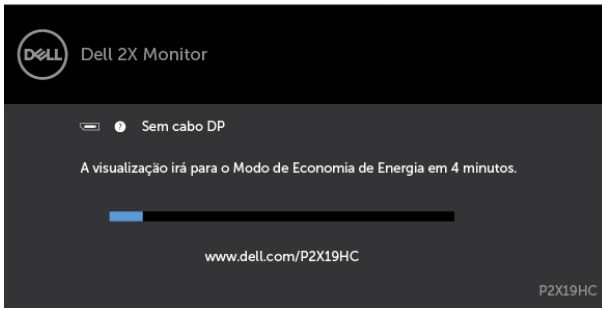 DELL
Dell 2X Monitor
? Sem cabo DP
A visualização irá para o Modo de Economia de Energia em 4 minutos.
www.dell.com/P2X19HC
P2X19HC